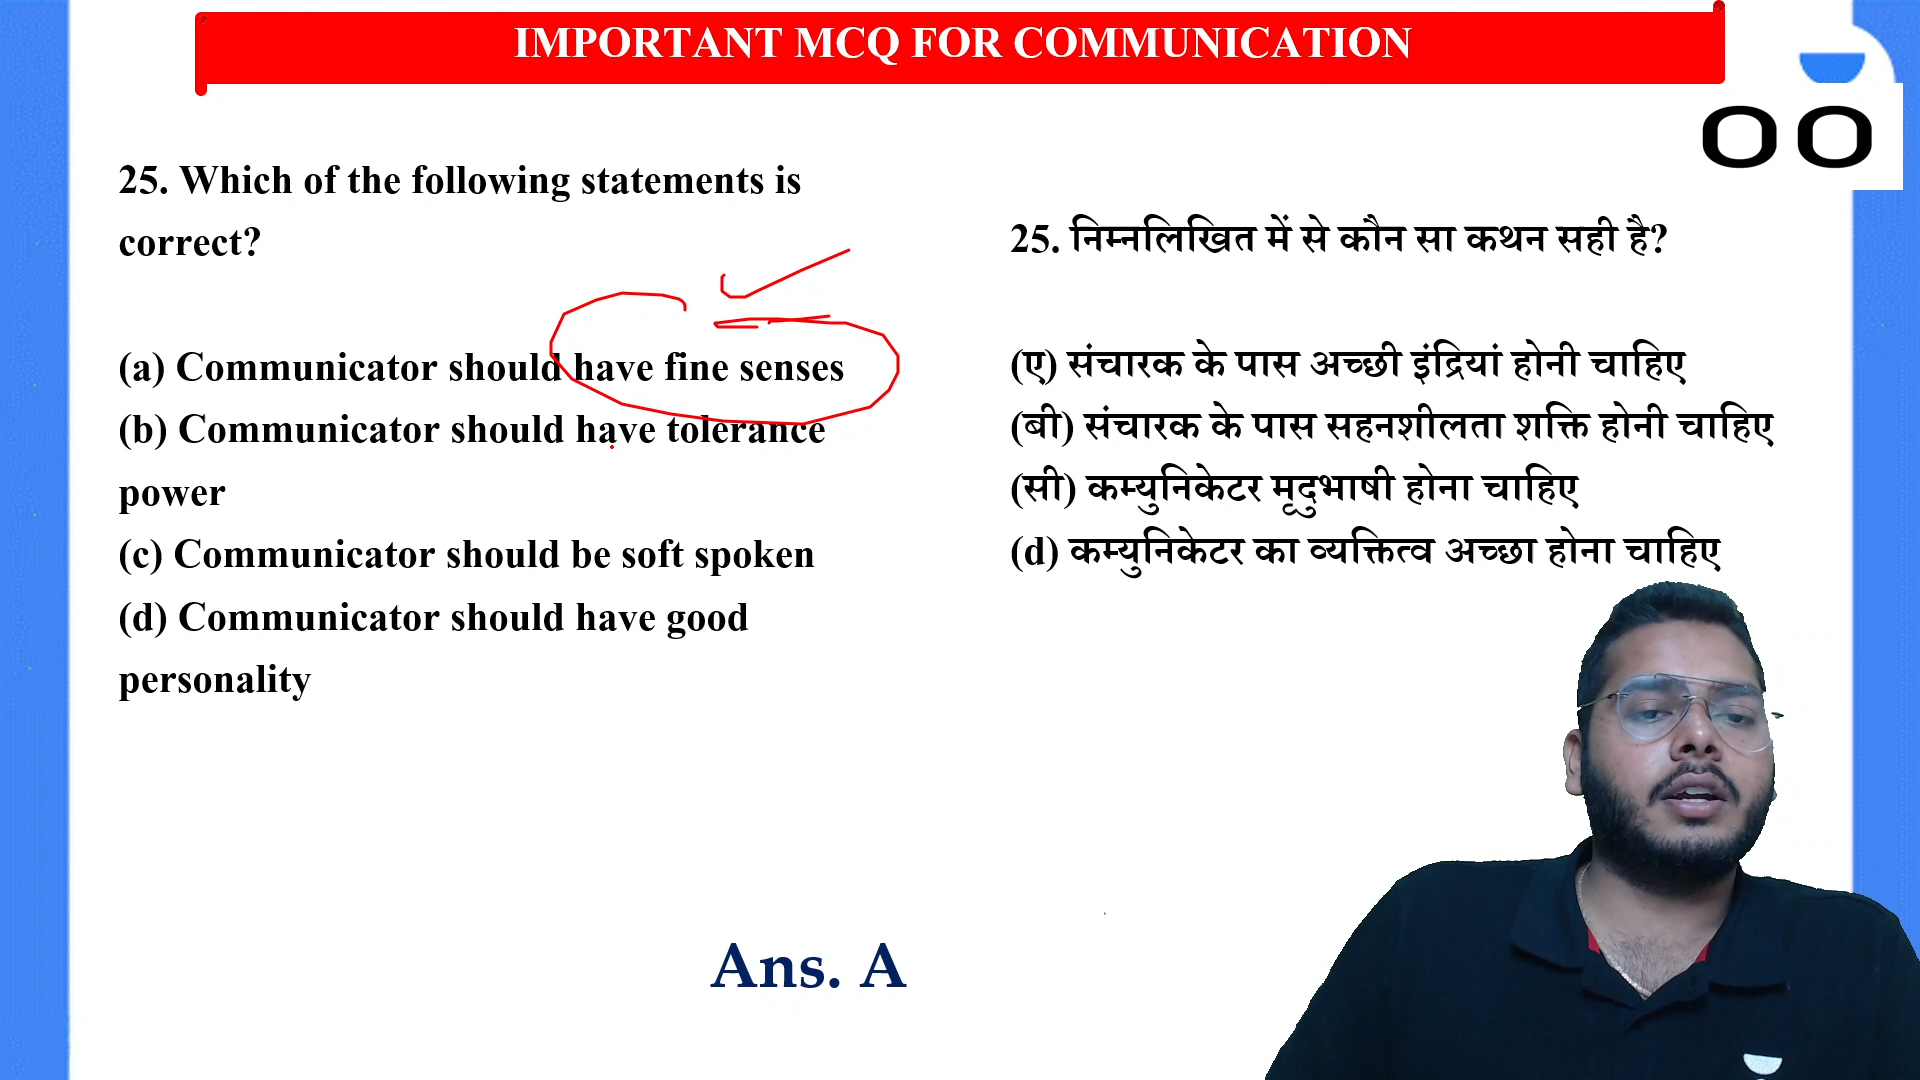 IMPORTANT MCQ FOR COMMUNICATION
25. Which of the following statements is
correct?
(a) Communicator should have fine senses
(b) Communicator should have tolerance
power
(c) Communicator should be soft spoken
(d) Communicator should have good
personality
25. निम्नलिखित में से कौन सा कथन सही है?
(ए) संचारक के पास अच्छी इंद्रियां होनी चाहिए
(बी) संचारक के पास सहनशीलता शक्ति होनी चाहिए
(सी) कम्युनिकेटर मृदुभाषी होना चाहिए
(d) कम्युनिकेटर का व्यक्तित्व अच्छा होना चाहिए
Ans. A